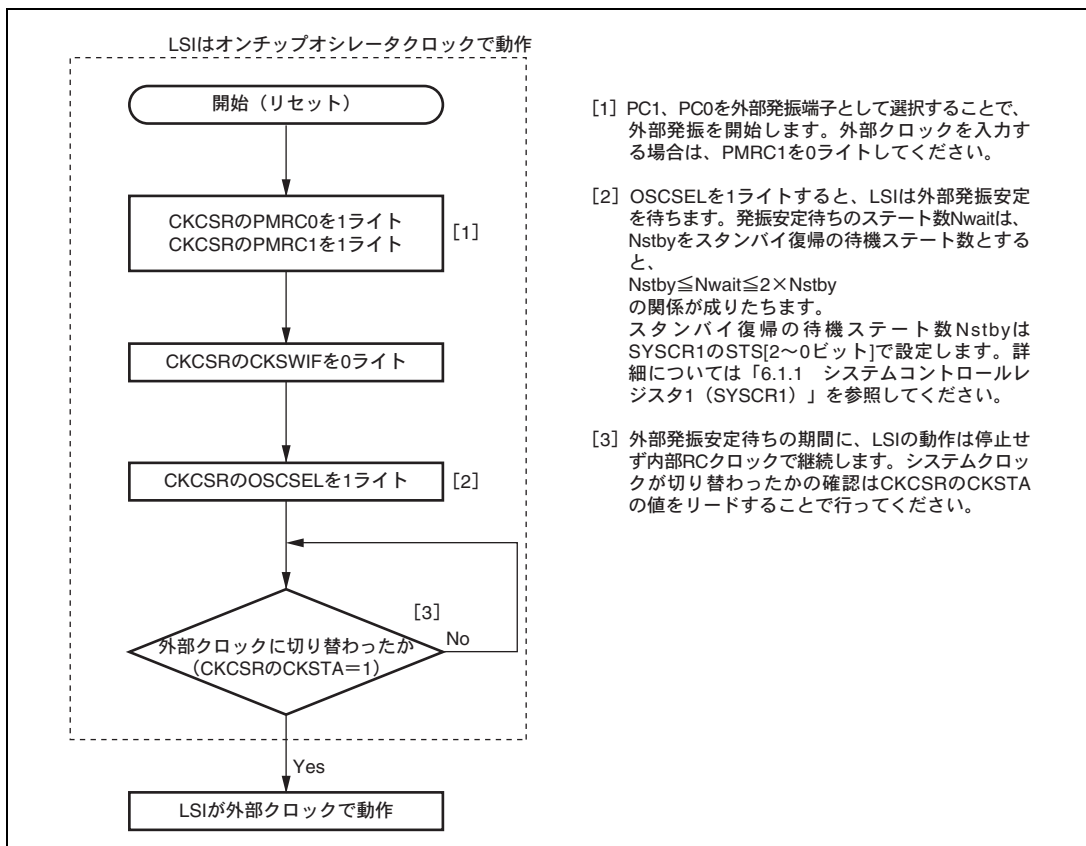 LSIはオンチップオシレータクロックで動作
開始（リセット）
CKCSRのPMRC0を1ライト
CKCSRのPMRC1を1ライト
［1］
CKCSRのCKSWIFを0ライト
CKCSRのOSCSELを1ライト
［2］
［3］
外部クロックに切り替わったか
（CKCSRのCKSTA＝1）
No
Yes
LSIが外部クロックで動作
［1］PC1、PC0を外部発振端子として選択することで、
外部発振を開始します。外部クロックを入力す
る場合は、PMRC1を0ライトしてください。
［2］OSCSELを1ライトすると、LSIは外部発振安定
を待ちます。発振安定待ちのステート数Nwaitは、
Nstbyをスタンバイ復帰の待機ステート数とする
と、
Nstby≦Nwait≦2×Nstby
の関係が成りたちます。
スタンバイ復帰の待機ステート数Nstbyは
SYSCR1のSTS[2～0ビット]で設定します。詳
細については「6.1.1　システムコントロールレ
ジスタ1（SYSCR1）」を参照してください。
［3］外部発振安定待ちの期間に、LSIの動作は停止せ
ず内部RCクロックで継続します。システムクロッ
クが切り替わったかの確認はCKCSRのCKSTA
の値をリードすることで行ってください。